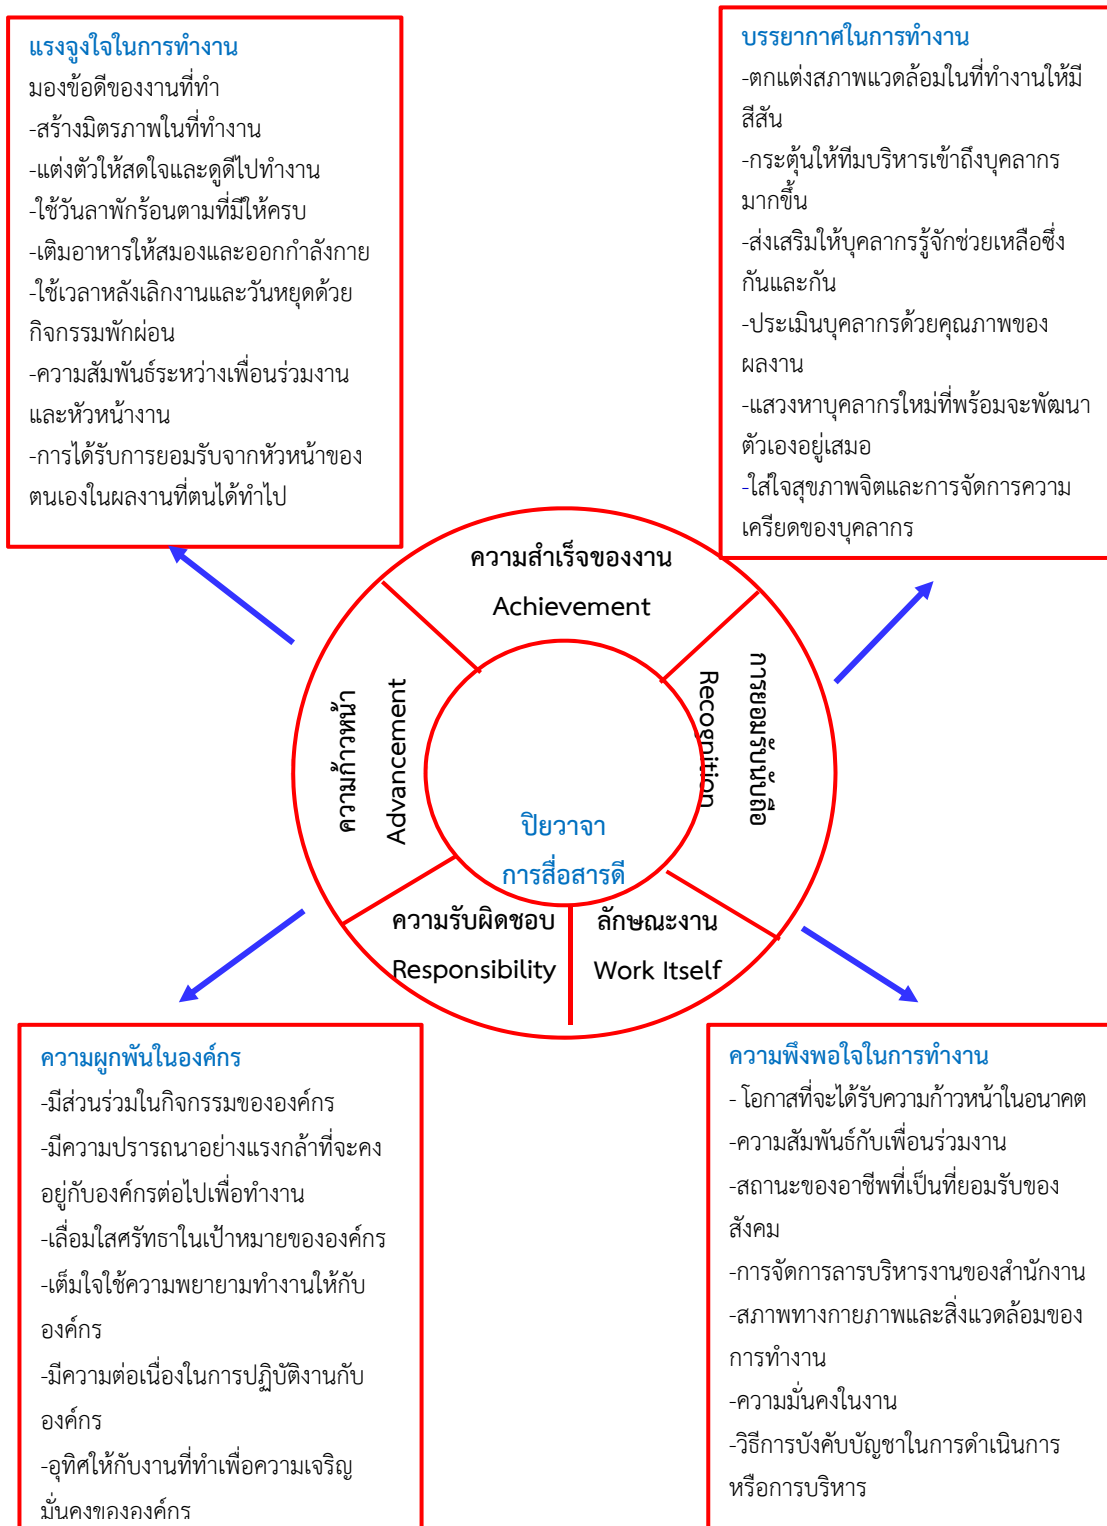 แรงจูงใจในการทำงาน
มองข้อดีของงานที่ทำ
-สร้างมิตรภาพในที่ทำงาน
-แต่งตัวให้สดใจและดูดีไปทำงาน
-ใช้วันลาพักร้อนตามที่มีให้ครบ
-เติมอาหารให้สมองและออกกำลังกาย
-ใช้เวลาหลังเลิกงานและวันหยุดด้วย
กิจกรรมพักผ่อน
-ความสัมพันธ์ระหว่างเพื่อนร่วมงาน
และหัวหน้างาน
-การได้รับการยอมรับจากหัวหน้าของ
ตนเองในผลงานที่ตนได้ทำไป
บรรยากาศในการทำงาน
-ตกแต่งสภาพแวดล้อมในที่ทำงานให้มี
สีสัน
-กระตุ้นให้ทีมบริหารเข้าถึงบุคลากร
มากขึ้น
-ส่งเสริมให้บุคลากรรู้จักช่วยเหลือซึ่ง
กันและกัน
-ประเมินบุคลากรด้วยคุณภาพของ
ผลงาน
-แสวงหาบุคลากรใหม่ที่พร้อมจะพัฒนา
ตัวเองอยู่เสมอ
-ใส่ใจสุขภาพจิตและการจัดการความ
เครียดของบุคลากร
ความสำเร็จของงาน
Achievement
การยอมรับนับถือ
Recognition
ความก้าวหน้า
Advancement
ปิยวาจา
การสื่อสารดี
ความรับผิดชอบ
Responsibility
ลักษณะงาน
Work Itself
ความผูกพันในองค์กร
-มีส่วนร่วมในกิจกรรมขององค์กร
-มีความปรารถนาอย่างแรงกล้าที่จะคง
อยู่กับองค์กรต่อไปเพื่อทำงาน
-เลื่อมใสศรัทธาในเป้าหมายขององค์กร
-เต็มใจใช้ความพยายามทำงานให้กับ
องค์กร
-มีความต่อเนื่องในการปฏิบัติงานกับ
องค์กร
-อุทิศให้กับงานที่ทำเพื่อความเจริญ
มั่นคงขององค์กร
ความพึงพอใจในการทำงาน
- โอกาสที่จะได้รับความก้าวหน้าในอนาคต
-ความสัมพันธ์กับเพื่อนร่วมงาน
-สถานะของอาชีพที่เป็นที่ยอมรับของ
สังคม
-การจัดการลารบริหารงานของสำนักงาน
-สภาพทางกายภาพและสิ่งแวดล้อมของ
การทำงาน
-ความมั่นคงในงาน
-วิธีการบังคับบัญชาในการดำเนินการ
หรือการบริหาร